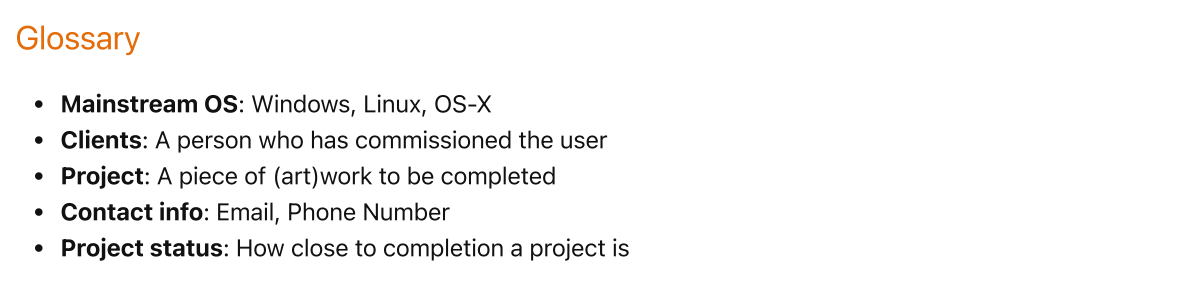 Glossary
• Mainstream OS: Windows, Linux, OS-X
• Clients: A person who has commissioned the user
• Project: A piece of (art)work to be completed
• Contact info: Email, Phone Number
• Project status: How close to completion a project is